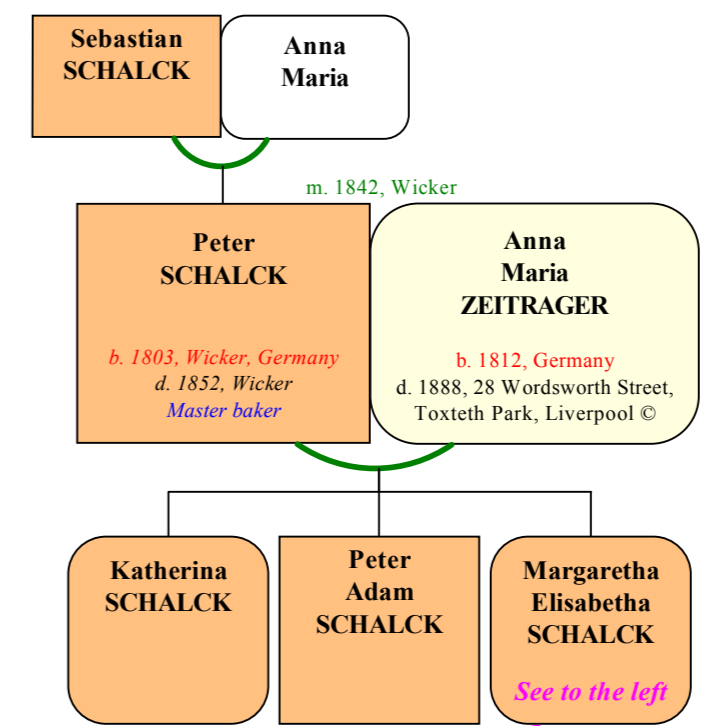 Sebastian
SCHALCK
Anna
Maria
m. 1842, Wicker
Peter
SCHALCK
b. 1803, Wicker, Germany
d. 1852, Wicker
Master baker
Anna
Maria
ZEITRAGER
b. 1812, Germany
d. 1888, 28 Wordsworth Street,
Toxteth Park, Liverpool ©
Katherina
SCHALCK
Peter
Adam
SCHALCK
Margaretha
Elisabetha
SCHALCK
See to the left